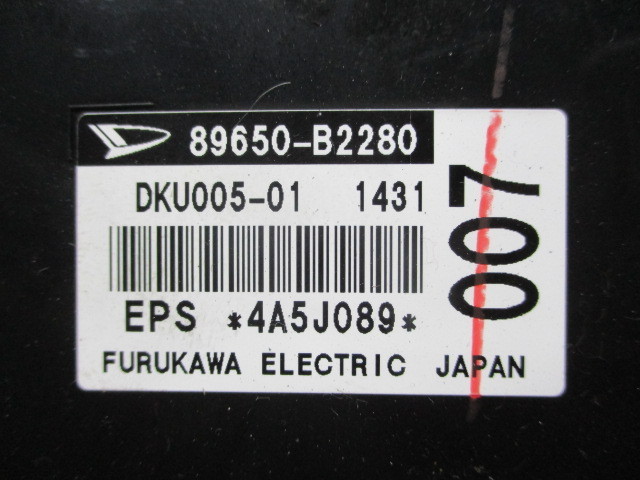 89650-B2280
DKU005-01 1431
EPS *4A5J089*
FURUKAWA ELECTRIC JAPAN
007